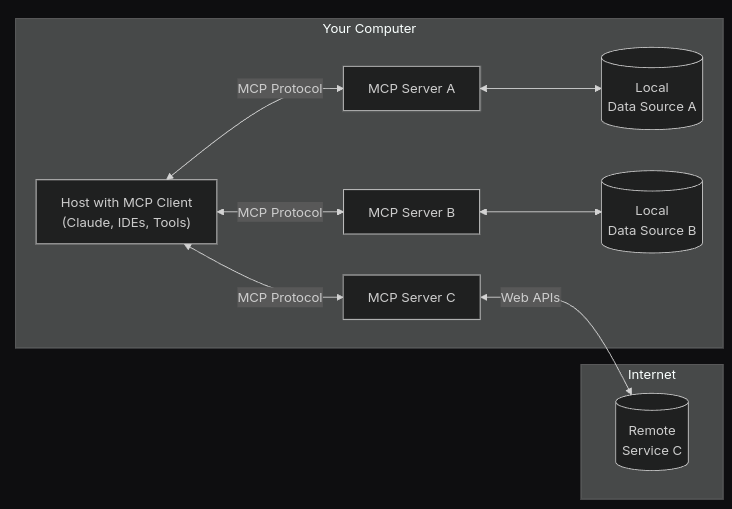 Your Computer
MCP Protocol
MCP Server A
Local
Data Source A
Host with MCP Client
(Claude, IDEs, Tools)
MCP Protocol
MCP Server B
Local
Data Source B
MCP Protocol
MCP Server C
Web APIs
Internet
Remote
Service C